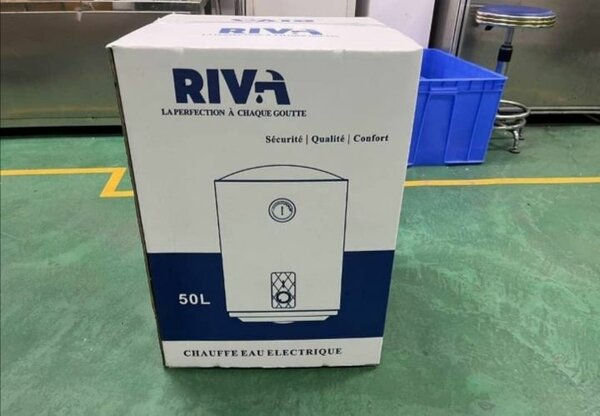 RIVA
LA PERFECTION À CHAQUE GOUTTE
Sécurité | Qualité | Confort
50L
CHAUFFE EAU ELECTRIQUE